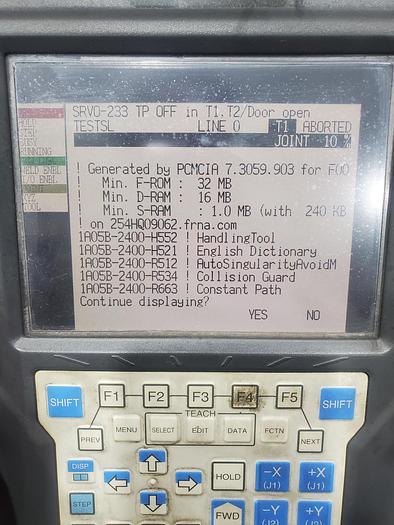 SRVO-233 TP OFF in T1,T2/Door open
TESTSL LINE 0 T1 ABORTED
JOINT 10 %
! Generated by PCMCIA 7.3059.903 for F00
! Min. F-ROM : 32 MB
! Min. D-RAM : 16 MB
! Min. S-RAM : 1.0 MB (with 240 KB
! on 254HQ09062.frna.com
1A05B-2400-H552 ! HandlingTool
1A05B-2400-H521 ! English Dictionary
1A05B-2400-R512 ! AutoSingularityAvoidM
1A05B-2400-R534 ! Collision Guard
1A05B-2400-R663 ! Constant Path
Continue displaying?
YES NO
SHIFT F1 F2 F3 F4 F5 SHIFT
TEACH
PREV MENU SELECT EDIT DATA FCTN NEXT
DISP HOLD -X (J1) +X (J1)
STEP FWD -Y +Y